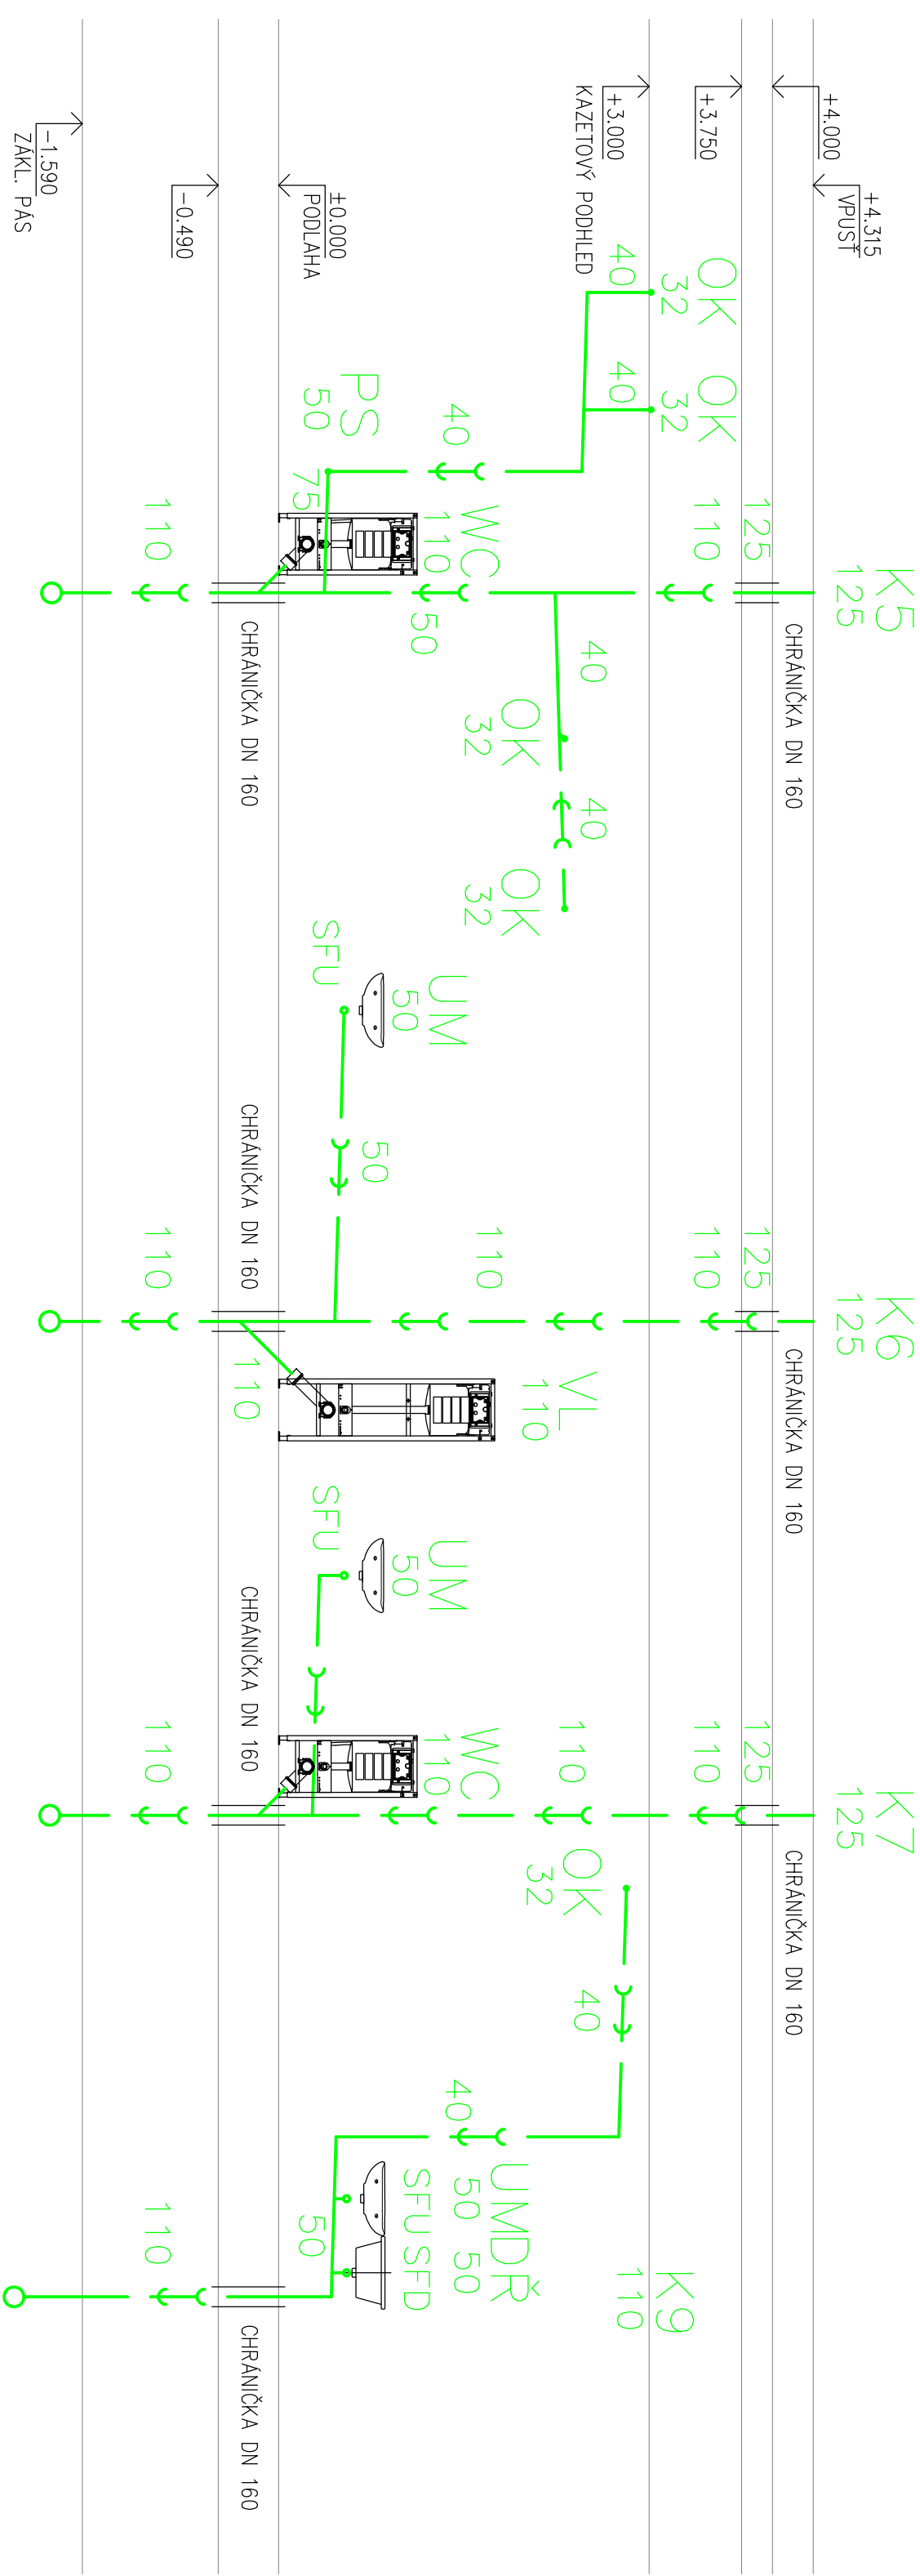 +4.315
VPUSŤ
+4.000
+3.750
+3.000
KAZETOVÝ PODHLED
±0.000
PODLAHA
-0.490
-1.590
ZÁKL. PÁS
K5
125
125
110
CHRÁNIČKA DN 160
OK
32
40
OK
32
40
40
PS
50
75
WC
110
50
110
CHRÁNIČKA DN 160
40
OK
32
40
OK
32
K6
125
125
110
CHRÁNIČKA DN 160
UM
50
SFU
50
110
110
CHRÁNIČKA DN 160
VL
110
110
K7
125
125
110
CHRÁNIČKA DN 160
UM
50
SFU
WC
110
110
110
CHRÁNIČKA DN 160
OK
32
40
40
K9
110
UMDŘ
50 50
SFU SFD
50
110
CHRÁNIČKA DN 160